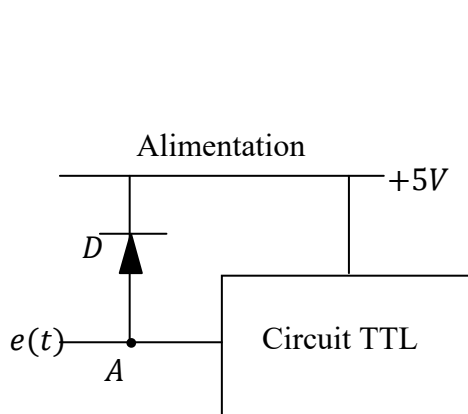 Alimentation
+5V
D
e(t)
Circuit TTL
A